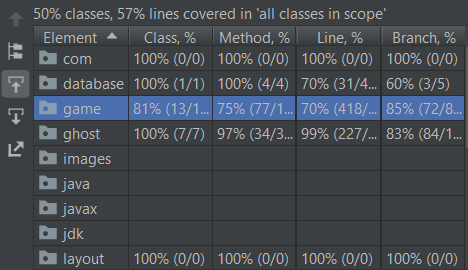 50% classes, 57% lines covered in 'all classes in scope'
Element Class, % Method, % Line, % Branch, %
com 100% (0/0) 100% (0/0) 100% (0/0) 100% (0/0)
database 100% (1/1) 100% (4/4) 70% (31/4... 60% (3/5)
game 81% (13/1... 75% (77/1... 70% (418/... 85% (72/8...
ghost 100% (7/7) 97% (34/3... 99% (227/... 83% (84/1...
images
java
javax
jdk
layout 100% (0/0) 100% (0/0) 100% (0/0) 100% (0/0)